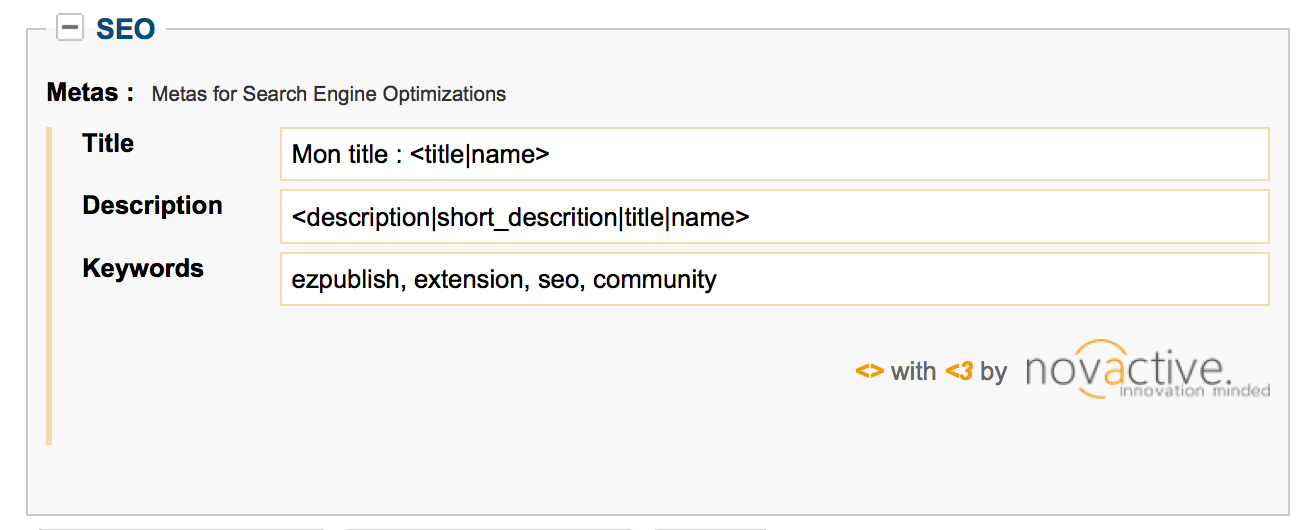 SEO
Metas : Metas for Search Engine Optimizations
Title Mon title : <title|name>
Description <description|short_descrition|title|name>
Keywords ezpublish, extension, seo, community
<> with <3 by novactive.
innovation minded